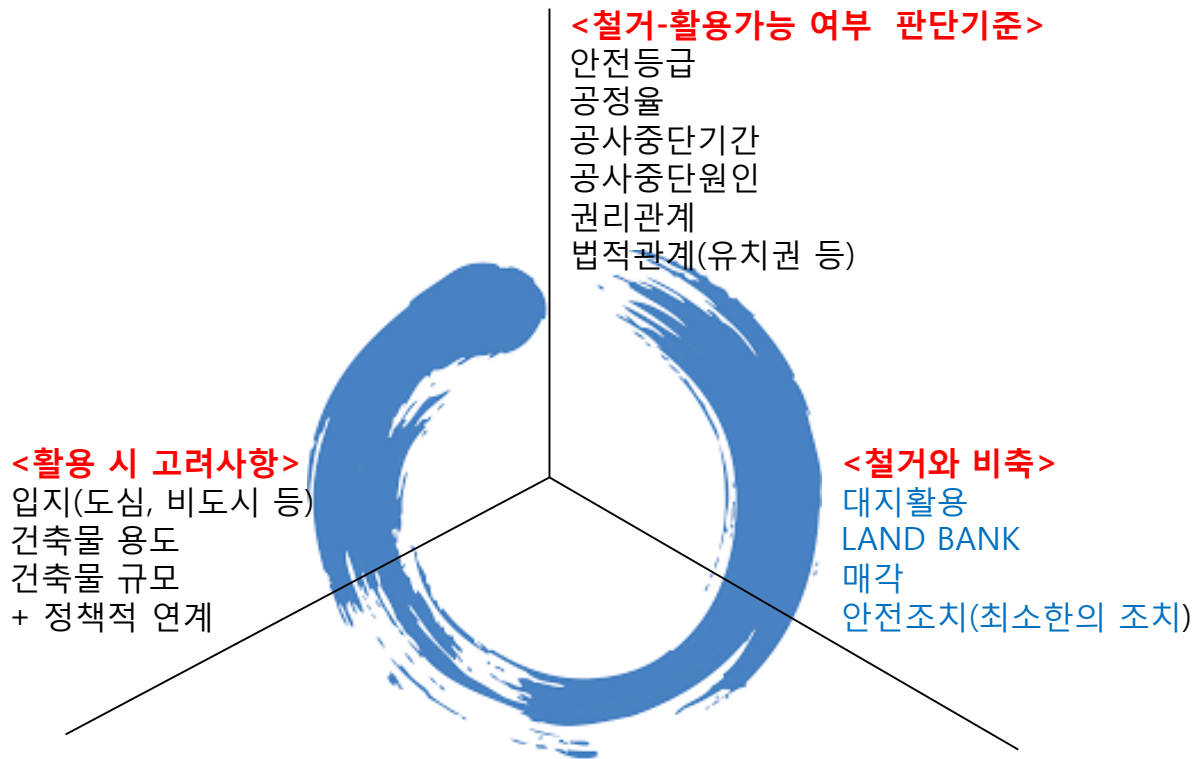 <철거-활용가능 여부 판단기준>
안전등급
공정율
공사중단기간
공사중단원인
권리관계
법적관계(유치권 등)
<활용 시 고려사항>
입지(도심, 비도시 등)
건축물 용도
건축물 규모
+ 정책적 연계
<철거와 비축>
대지활용
LAND BANK
매각
안전조치(최소한의 조치)